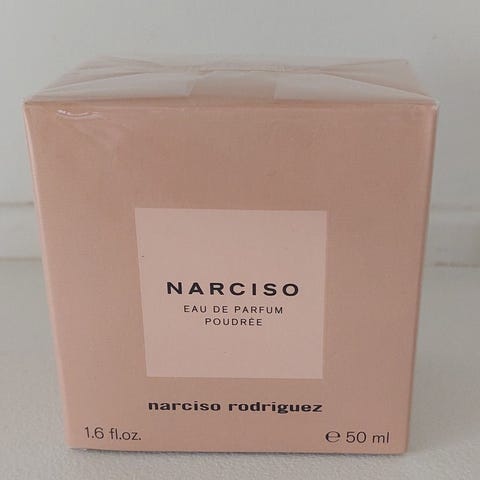 NARCISO
EAU DE PARFUM
POUDRÉE
narciso rodriguez
1.6 fl.oz. ℮ 50 ml